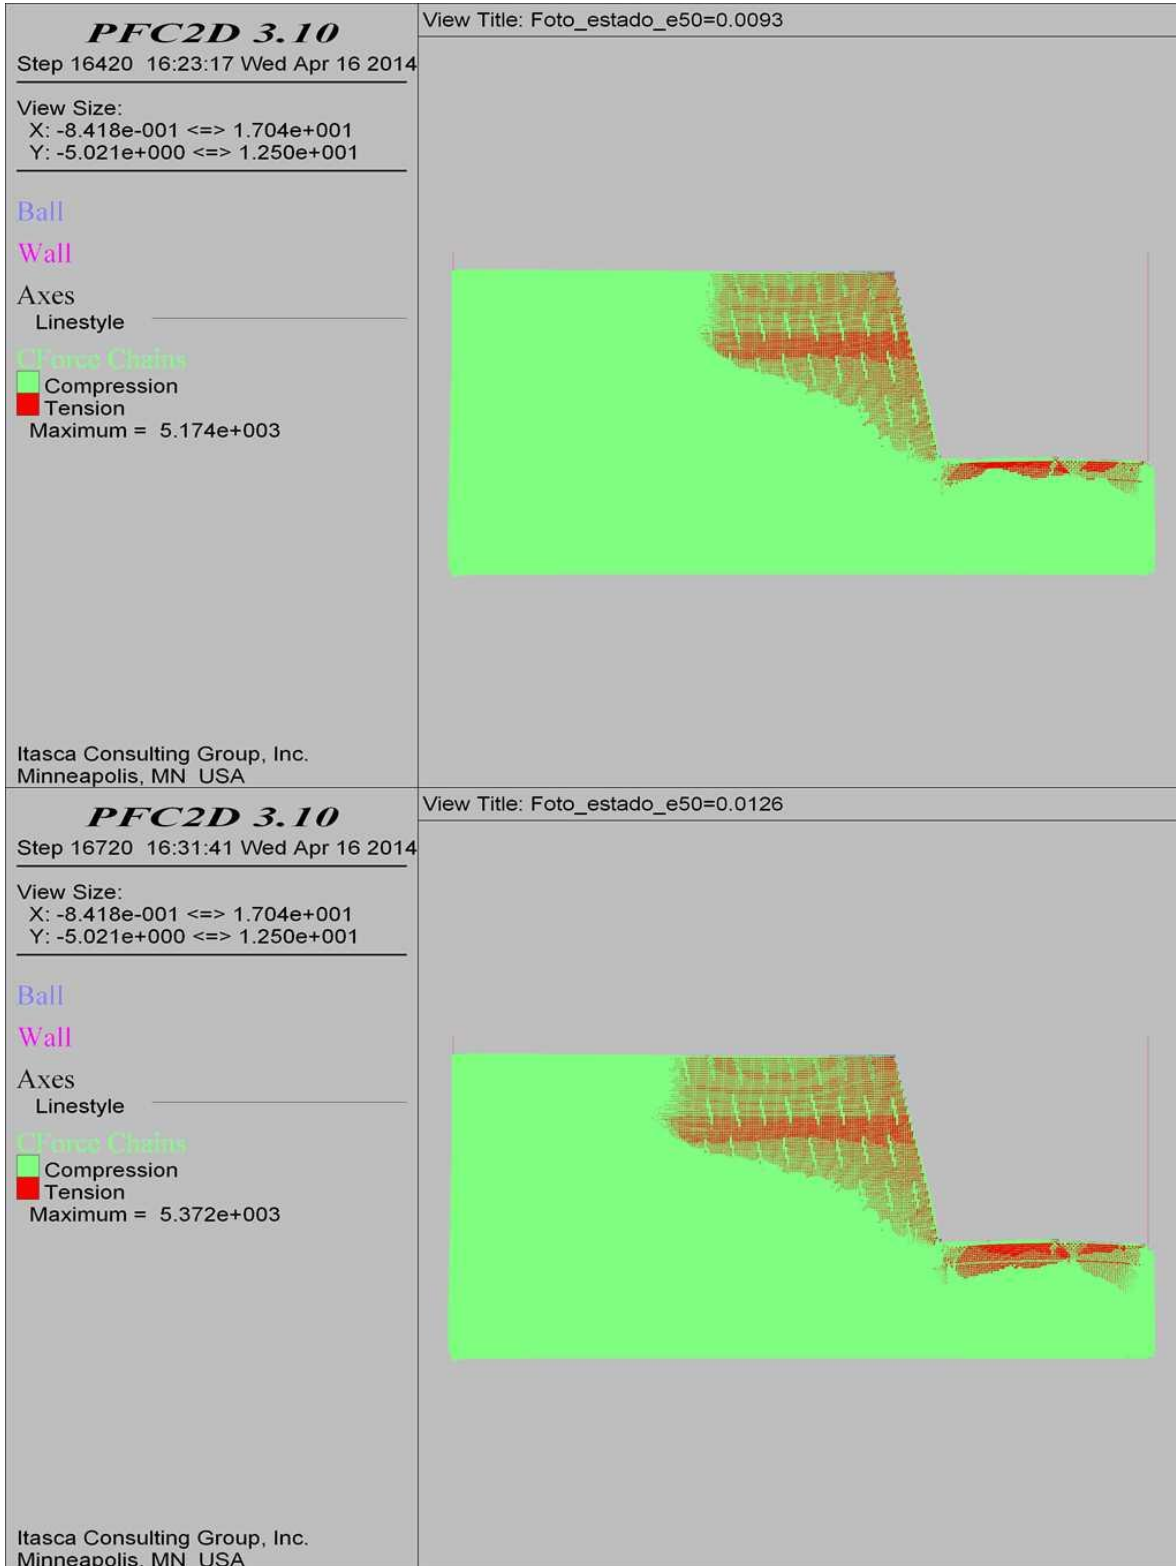 PFC2D 3.10
Step 16420 16:23:17 Wed Apr 16 2014
View Size:
X: -8.418e-001 <=> 1.704e+001
Y: -5.021e+000 <=> 1.250e+001
Ball
Wall
Axes
Linestyle
CForce Chains
Compression
Tension
Maximum = 5.174e+003
Itasca Consulting Group, Inc.
Minneapolis, MN USA
View Title: Foto_estado_e50=0.0093
PFC2D 3.10
Step 16720 16:31:41 Wed Apr 16 2014
View Size:
X: -8.418e-001 <=> 1.704e+001
Y: -5.021e+000 <=> 1.250e+001
Ball
Wall
Axes
Linestyle
CForce Chains
Compression
Tension
Maximum = 5.372e+003
Itasca Consulting Group, Inc.
Minneapolis, MN USA
View Title: Foto_estado_e50=0.0126